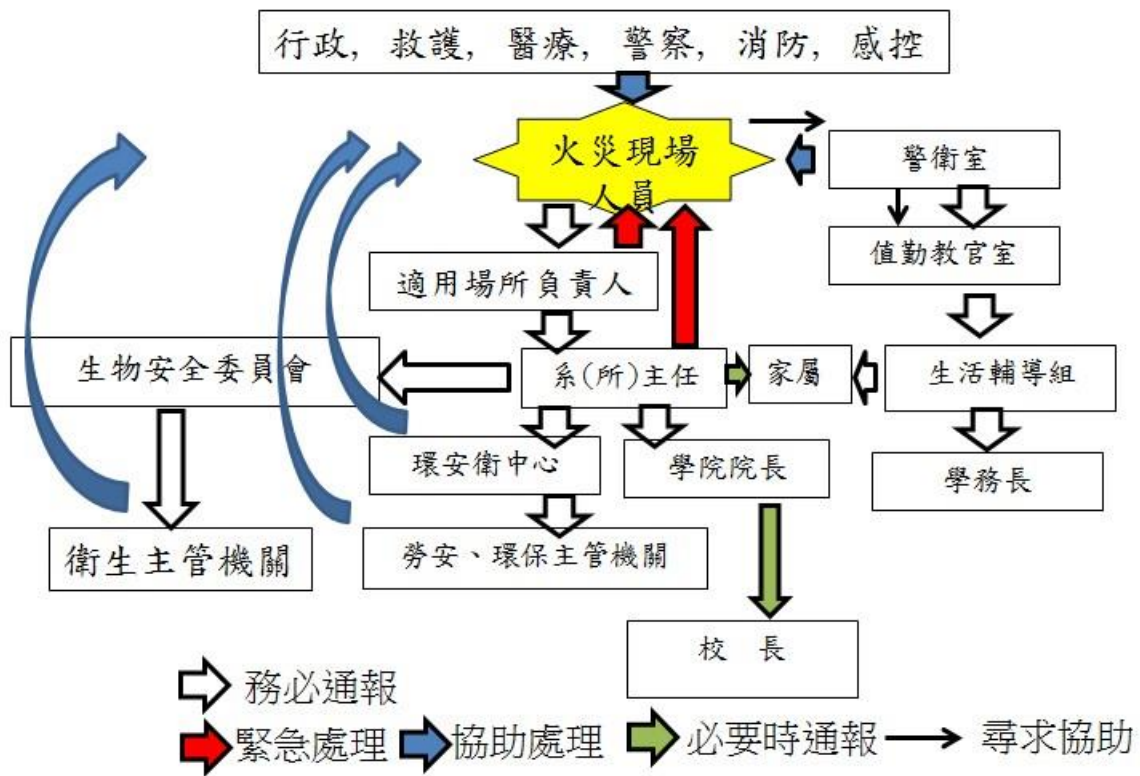 行政, 救護, 醫療, 警察, 消防, 感控
火災現場
人員
警衛室
值勤教官室
適用場所負責人
生物安全委員會
系(所)主任
家屬
生活輔導組
環安衛中心
學院院長
學務長
衛生主管機關
勞安、環保主管機關
校 長
務必通報
緊急處理
協助處理
必要時通報
尋求協助